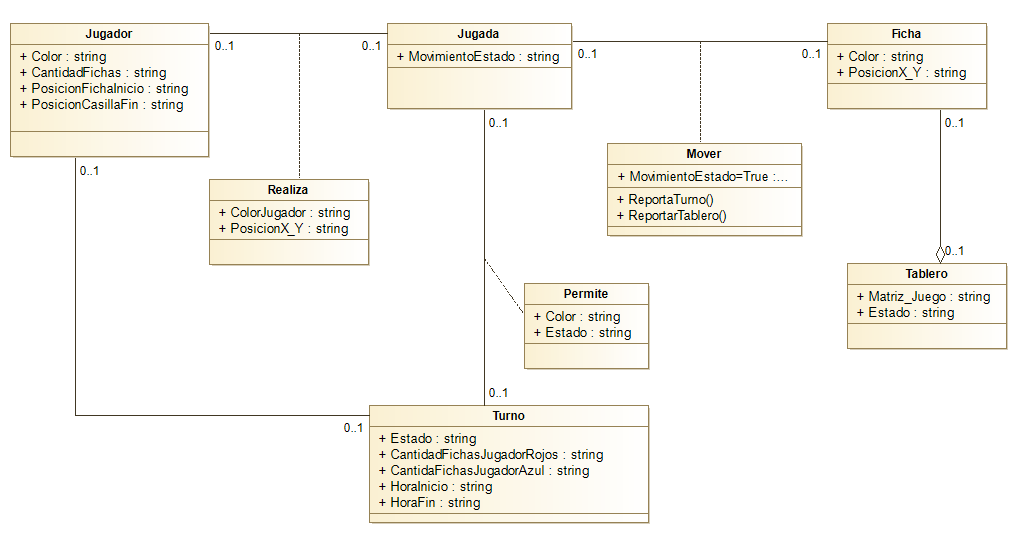 Jugador
+ Color : string
+ CantidadFichas : string
+ PosicionFichaInicio : string
+ PosicionCasillaFin : string
0..1
0..1
Jugada
+ MovimientoEstado : string
0..1
0..1
Ficha
+ Color : string
+ PosicionX_Y : string
0..1
0..1
0..1
Realiza
+ ColorJugador : string
+ PosicionX_Y : string
Mover
+ MovimientoEstado=True :...
+ ReportaTurno()
+ ReportarTablero()
0..1
Tablero
+ Matriz_Juego : string
+ Estado : string
Permite
+ Color : string
+ Estado : string
0..1
0..1
Turno
+ Estado : string
+ CantidadFichasJugadorRojos : string
+ CantidaFichasJugadorAzul : string
+ HoraInicio : string
+ HoraFin : string